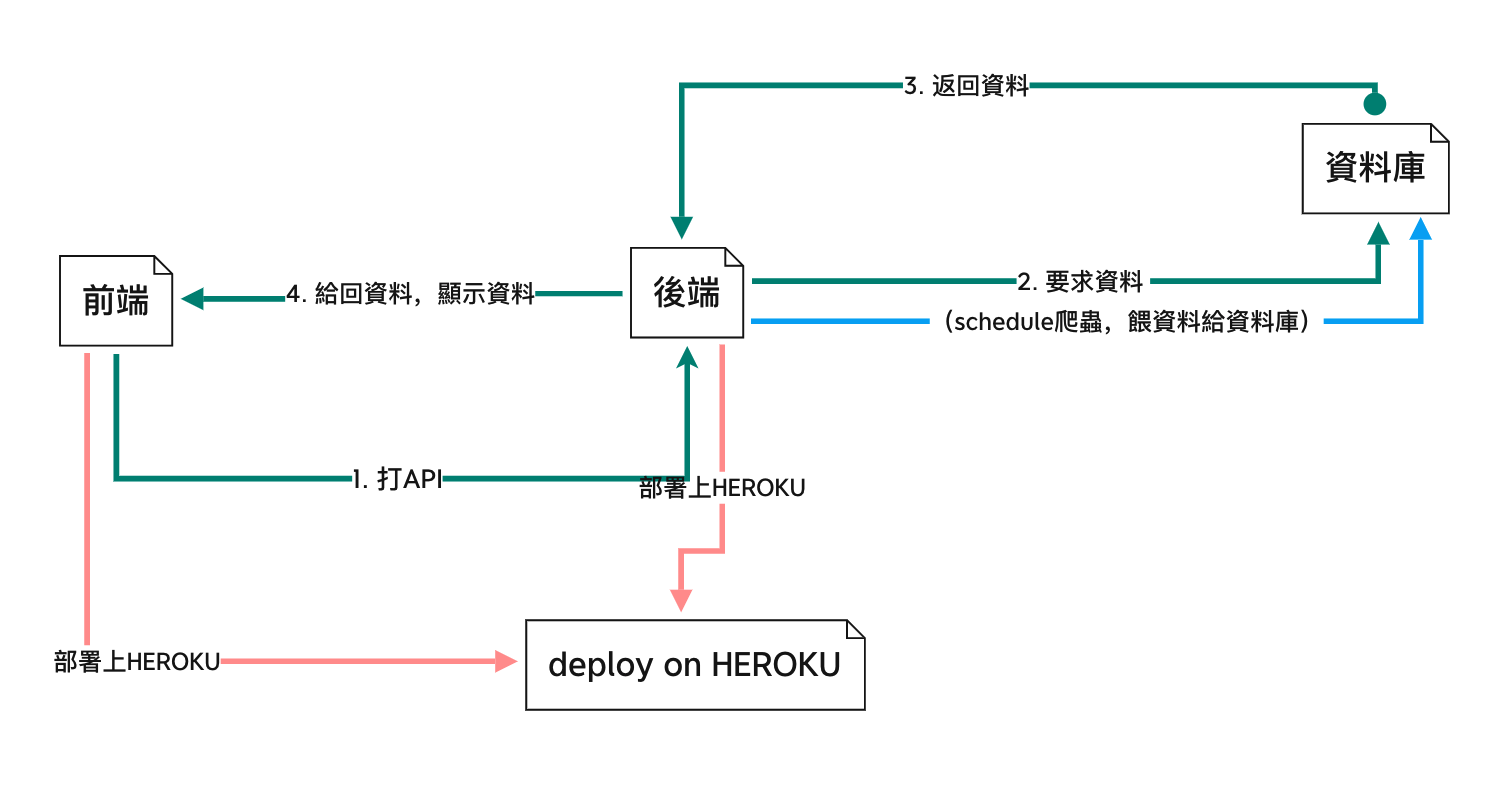 3. 返回資料
資料庫
前端
4. 給回資料，顯示資料
後端
2. 要求資料
（schedule爬蟲，餵資料給資料庫）
1. 打API
部署上HEROKU
部署上HEROKU
deploy on HEROKU